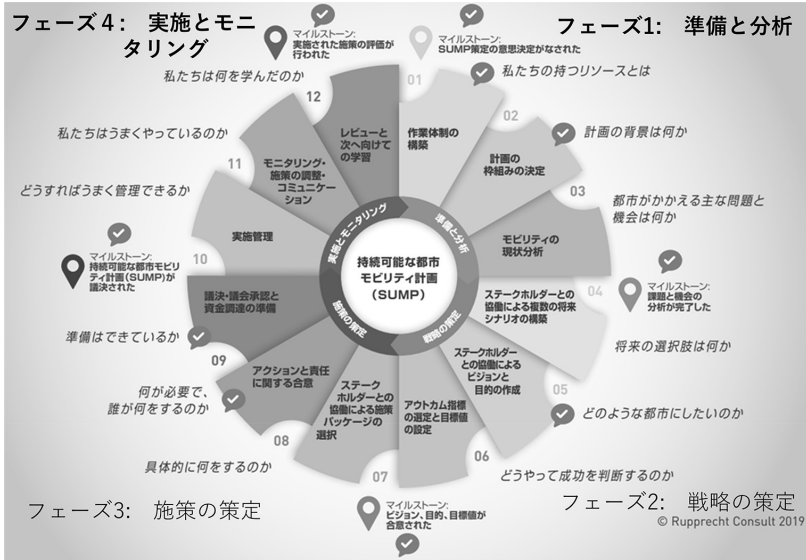 フェーズ４: 実施とモニ
タリング
フェーズ1: 準備と分析
マイルストーン:
実施された施策の評価が
行われた
マイルストーン:
SUMP策定の意思決定がなされた
私たちは何を学んだのか
私たちの持つリソースとは
12
01
レビューと
次へ向けて
の学習
作業体制の
構築
02
計画の背景は何か
私たちはうまくやっているのか
11
モニタリング・
施策の調整・
コミュニケー
ション
計画の
枠組みの決定
03
都市がかかえる主な問題と
機会は何か
どうすればうまく管理できるか
10
実施管理
モビリティの
現状分析
実施とモニタリング
準備と分析
持続可能な都市
モビリティ計画
(SUMP)
施策の策定
戦略の策定
マイルストーン:
持続可能な都市モビリ
ティ計画(SUMP)が
議決された
マイルストーン:
課題と機会の
分析が完了した
04
議決・議会承認と
資金調達の準備
ステークホルダーとの
協働による複数の将来
シナリオの構築
準備はできているか
将来の選択肢は何か
09
アクションと責任
に関する合意
ステークホルダー
との協働による
ビジョンと
目的の作成
05
何が必要で、
誰が何をするのか
どのような都市にしたいのか
08
ステーク
ホルダーとの
協働による施策
パッケージの
選択
アウトカム指標
の選定と目標値
の設定
06
具体的に何をするのか
07
どうやって成功を判断するのか
フェーズ3: 施策の策定
マイルストーン:
ビジョン、目的、目標値が
合意された
フェーズ2: 戦略の策定
© Rupprecht Consult 2019